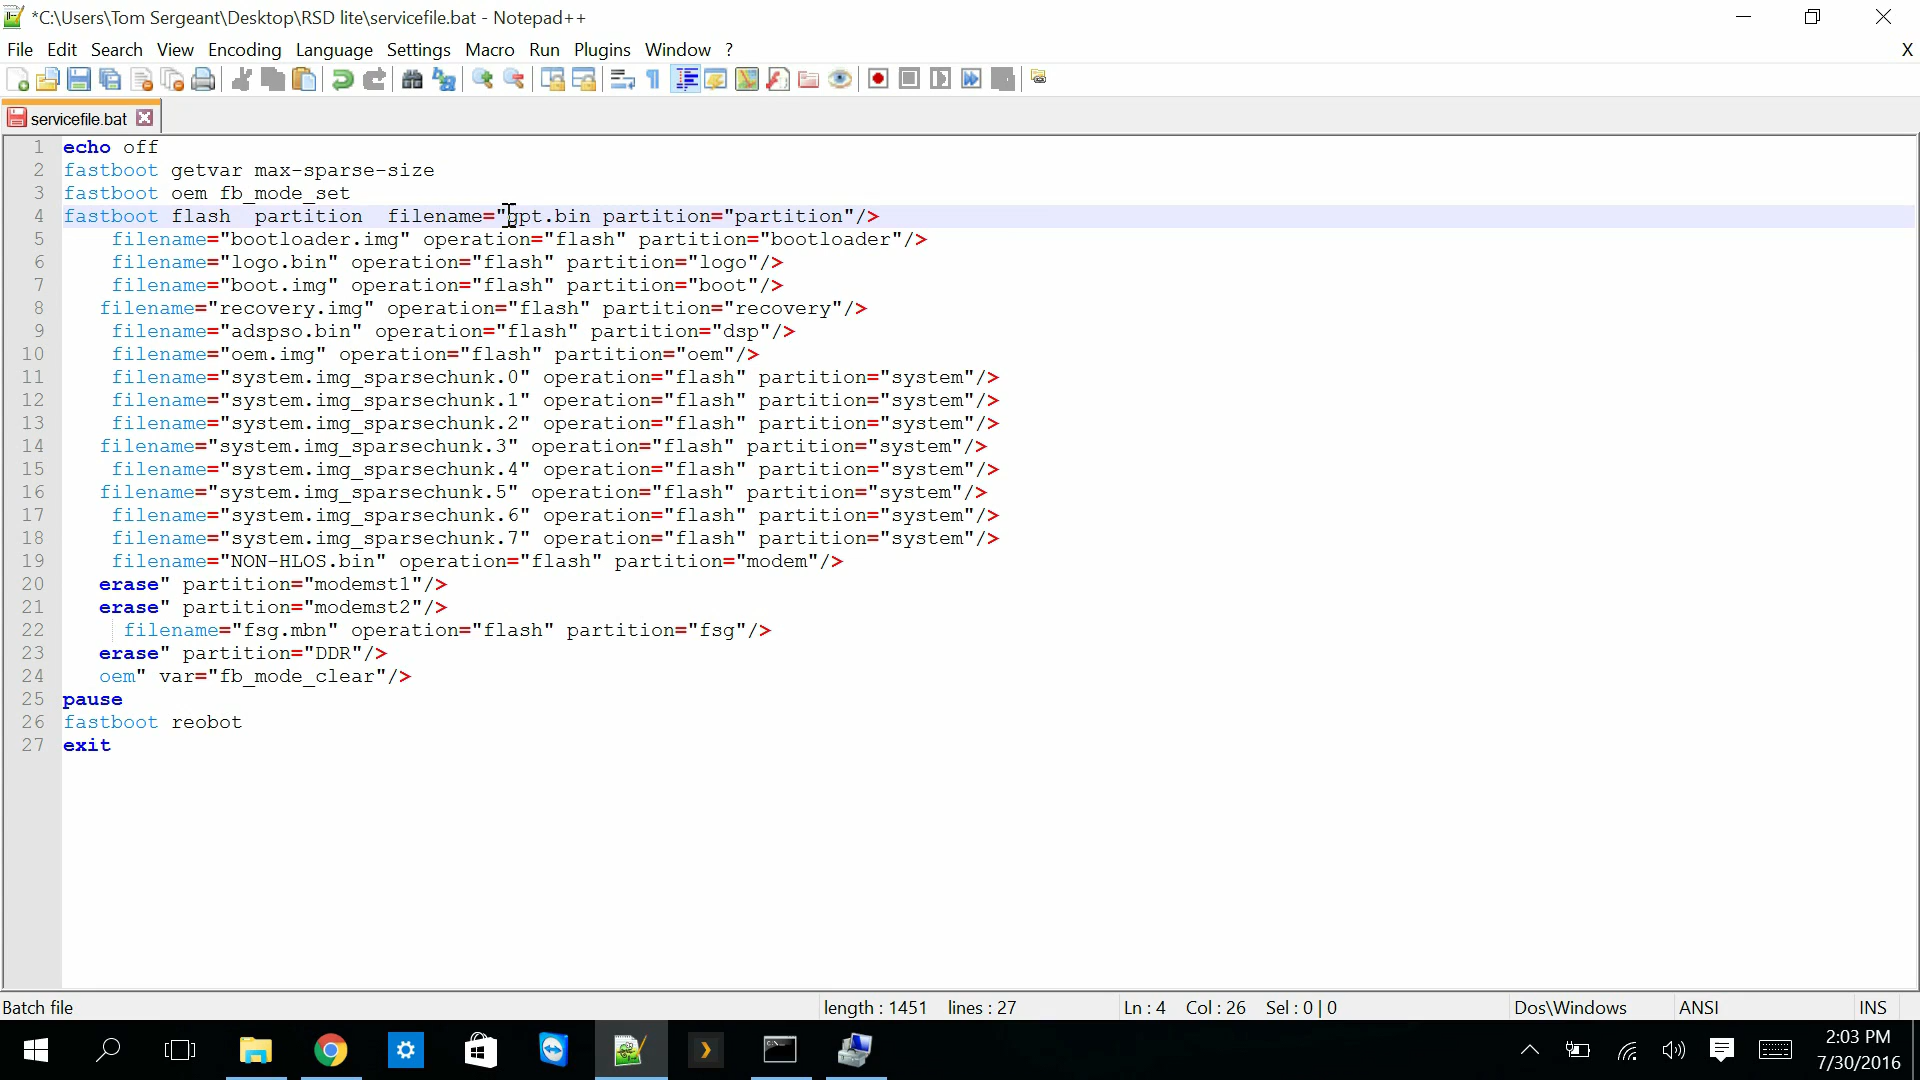 *C:\Users\Tom Sergeant\Desktop\RSD lite\servicefile.bat - Notepad++
File Edit Search View Encoding Language Settings Macro Run Plugins Window ? X
servicefile.bat
1 echo off
2 fastboot getvar max-sparse-size
3 fastboot oem fb_mode_set
4 fastboot flash  partition  filename="gpt.bin partition="partition"/>
5     filename="bootloader.img" operation="flash" partition="bootloader"/>
6     filename="logo.bin" operation="flash" partition="logo"/>
7     filename="boot.img" operation="flash" partition="boot"/>
8    filename="recovery.img" operation="flash" partition="recovery"/>
9     filename="adspso.bin" operation="flash" partition="dsp"/>
10     filename="oem.img" operation="flash" partition="oem"/>
11     filename="system.img_sparsechunk.0" operation="flash" partition="system"/>
12     filename="system.img_sparsechunk.1" operation="flash" partition="system"/>
13     filename="system.img_sparsechunk.2" operation="flash" partition="system"/>
14    filename="system.img_sparsechunk.3" operation="flash" partition="system"/>
15     filename="system.img_sparsechunk.4" operation="flash" partition="system"/>
16    filename="system.img_sparsechunk.5" operation="flash" partition="system"/>
17     filename="system.img_sparsechunk.6" operation="flash" partition="system"/>
18     filename="system.img_sparsechunk.7" operation="flash" partition="system"/>
19     filename="NON-HLOS.bin" operation="flash" partition="modem"/>
20    erase" partition="modemst1"/>
21    erase" partition="modemst2"/>
22      filename="fsg.mbn" operation="flash" partition="fsg"/>
23    erase" partition="DDR"/>
24    oem" var="fb_mode_clear"/>
25 pause
26 fastboot reobot
27 exit
Batch file length : 1451 lines : 27 Ln : 4 Col : 26 Sel : 0 | 0 Dos\Windows ANSI INS
2:03 PM
7/30/2016